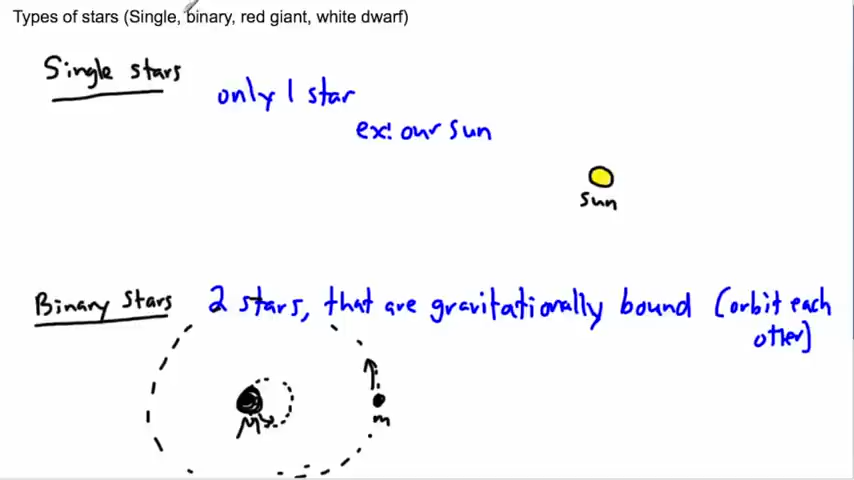 Types of stars (Single, binary, red giant, white dwarf)
Single stars
only 1 star
ex: our sun
sun
Binary stars 2 stars, that are gravitationally bound (orbit each
other)
M m